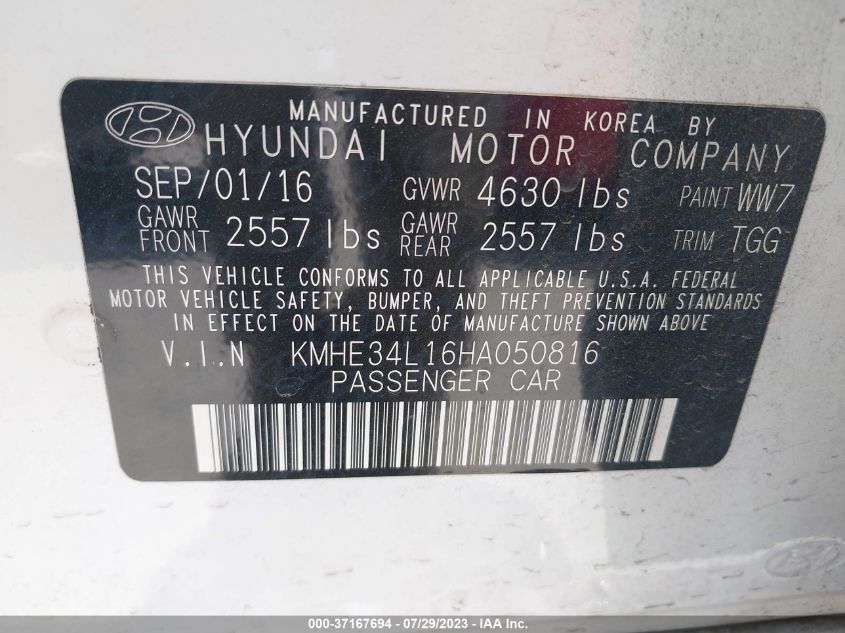 MANUFACTURED IN KOREA BY
HYUNDAI MOTOR COMPANY
SEP/01/16 GVWR 4630 lbs PAINT WW7
GAWR FRONT 2557 lbs GAWR REAR 2557 lbs TRIM TGG
THIS VEHICLE CONFORMS TO ALL APPLICABLE U.S.A. FEDERAL
MOTOR VEHICLE SAFETY, BUMPER, AND THEFT PREVENTION STANDARDS
IN EFFECT ON THE DATE OF MANUFACTURE SHOWN ABOVE
V.I.N KMHE34L16HA050816
PASSENGER CAR
000-37167694 - 07/29/2023 - IAA Inc.